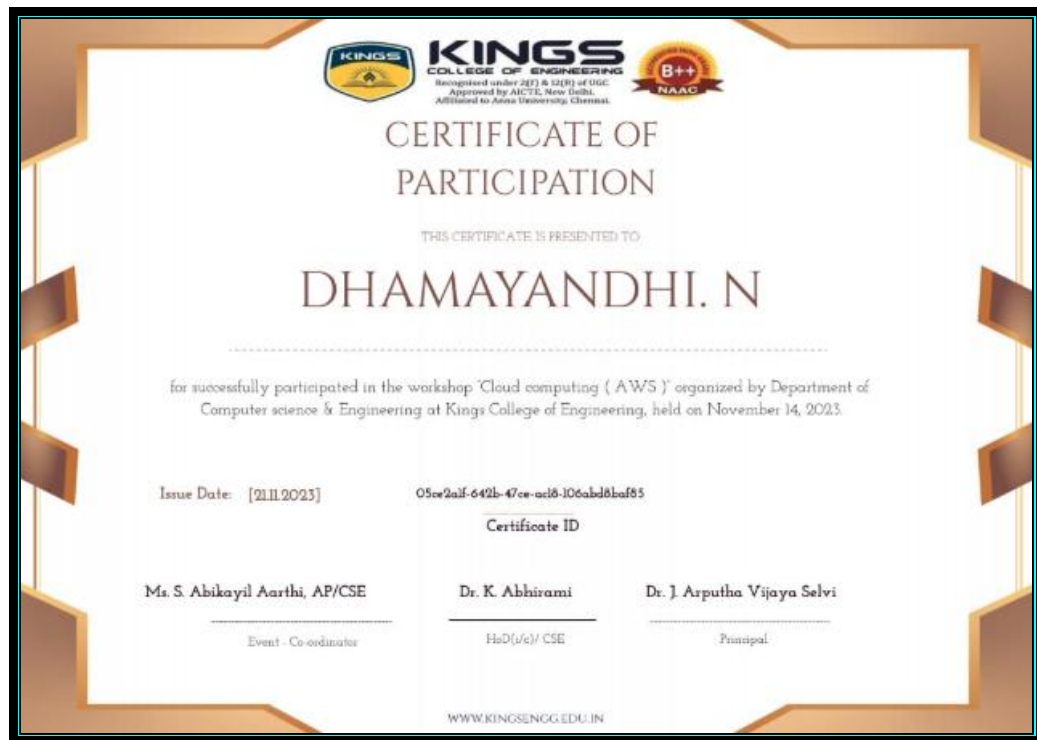 KINGS
KINGS
COLLEGE OF ENGINEERING
Recognised under 2(F) & 12(B) of UGC
Approved by AICTE, New Delhi.
Affiliated to Anna University, Chennai.
B++
NAAC
CERTIFICATE OF
PARTICIPATION
THIS CERTIFICATE IS PRESENTED TO
DHAMAYANDHI. N
for successfully participated in the workshop "Cloud computing ( AWS )" organized by Department of
Computer science & Engineering at Kings College of Engineering, held on November 14, 2023.
Issue Date: [21.11.2023]
05ce2a1f-642b-47ce-ac18-106abd8baf85
Certificate ID
Ms. S. Abikayil Aarthi, AP/CSE
Dr. K. Abhirami
Dr. J. Arputha Vijaya Selvi
Event - Co-ordinator
HoD(i/c)/ CSE
Principal
WWW.KINGSENGG.EDU.IN